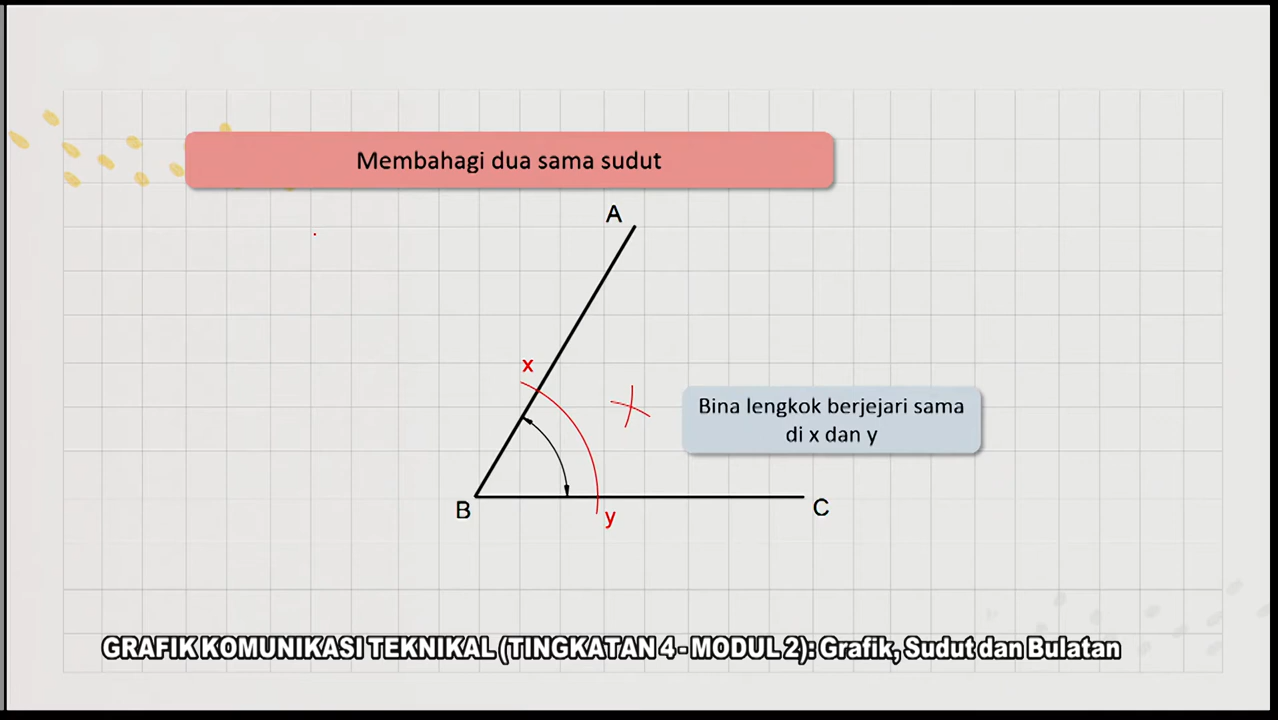 Membahagi dua sama sudut
A
x
Bina lengkok berjejari sama
di x dan y
B
C
y
GRAFIK KOMUNIKASI TEKNIKAL (TINGKATAN 4 - MODUL 2): Grafik, Sudut dan Bulatan